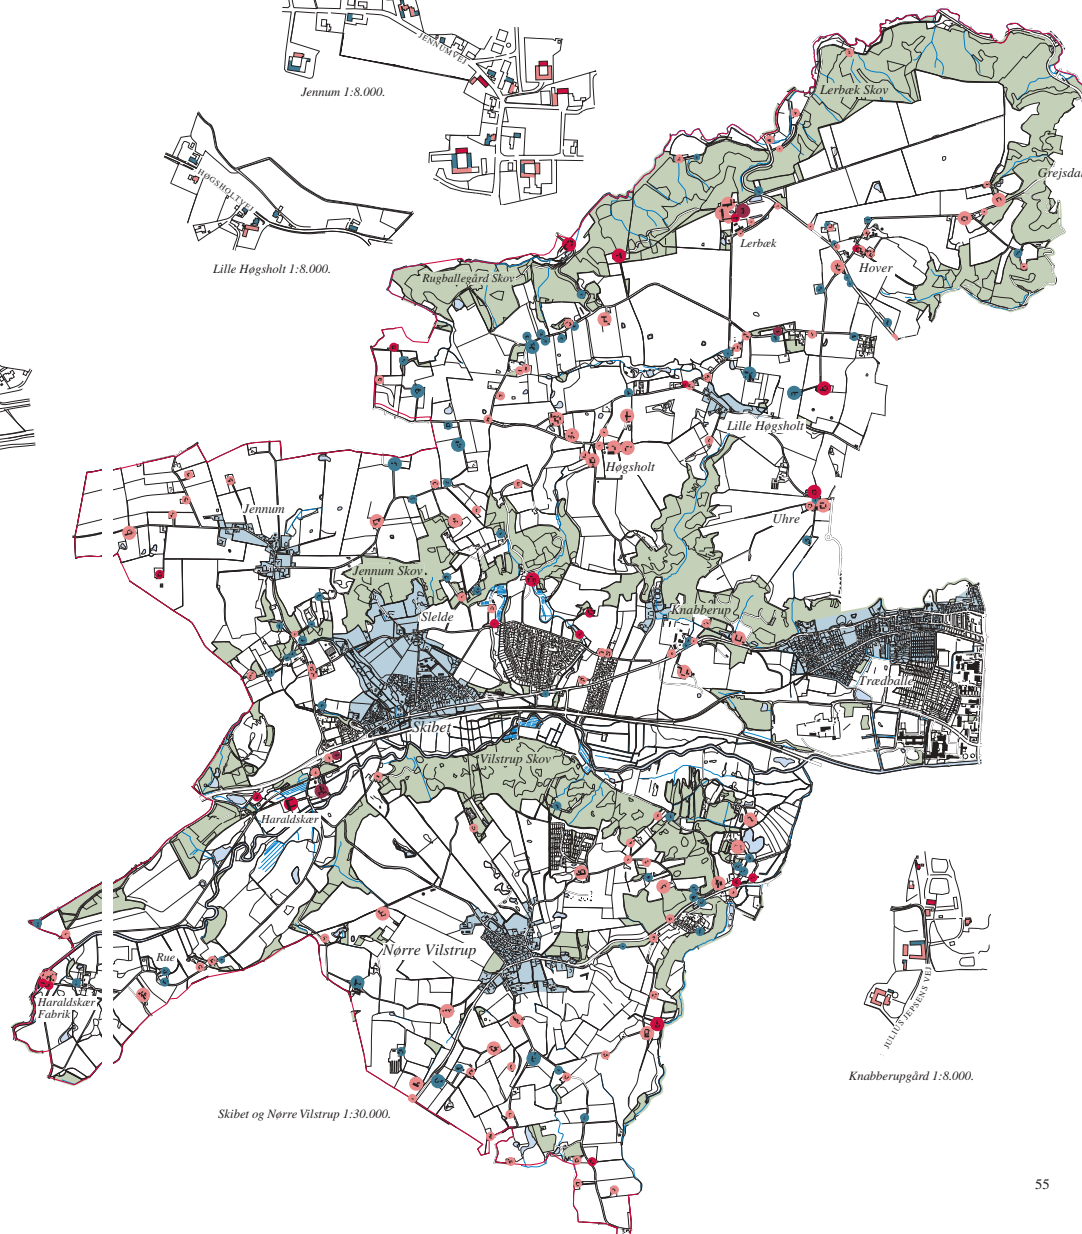 JENNUMVEJ
Jennum 1:8.000.
Lerbæk Skov
HØGSHOLTVEJ
Grejsdal
Lerbæk
Lille Høgsholt 1:8.000.
Hover
Rugballegård Skov
Lille Høgsholt
Høgsholt
Jennum
Uhre
Jennum Skov
Slelde
Knabberup
Trædballe
Skibet
Vilstrup Skov
Haraldskær
Nørre Vilstrup
Rue
Haraldskær
Fabrik
JULIUS JEPSENS VEJ
Knabberupgård 1:8.000.
Skibet og Nørre Vilstrup 1:30.000.
55